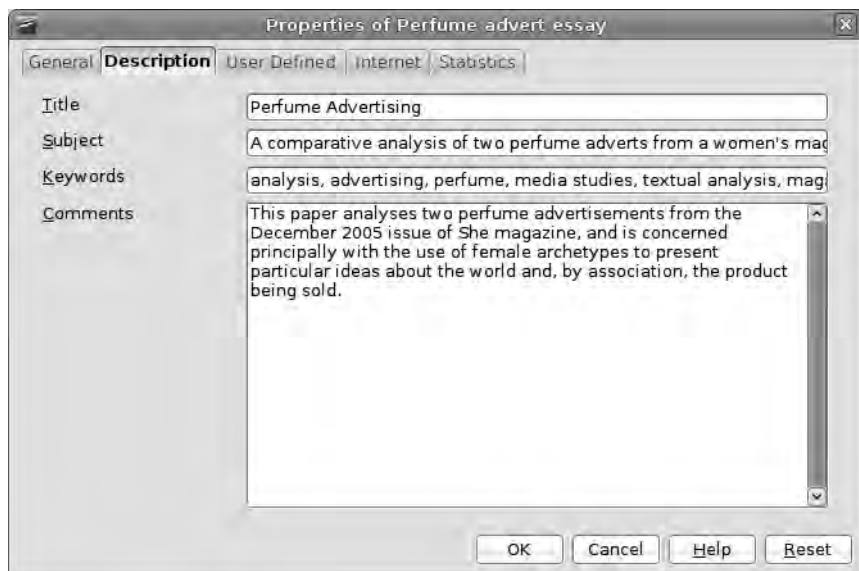 Properties of Perfume advert essay
General Description User Defined Internet Statistics
Title Perfume Advertising
Subject A comparative analysis of two perfume adverts from a women's mag
Keywords analysis, advertising, perfume, media studies, textual analysis, mag
Comments This paper analyses two perfume advertisements from the
December 2005 issue of She magazine, and is concerned
principally with the use of female archetypes to present
particular ideas about the world and, by association, the product
being sold.
OK Cancel Help Reset